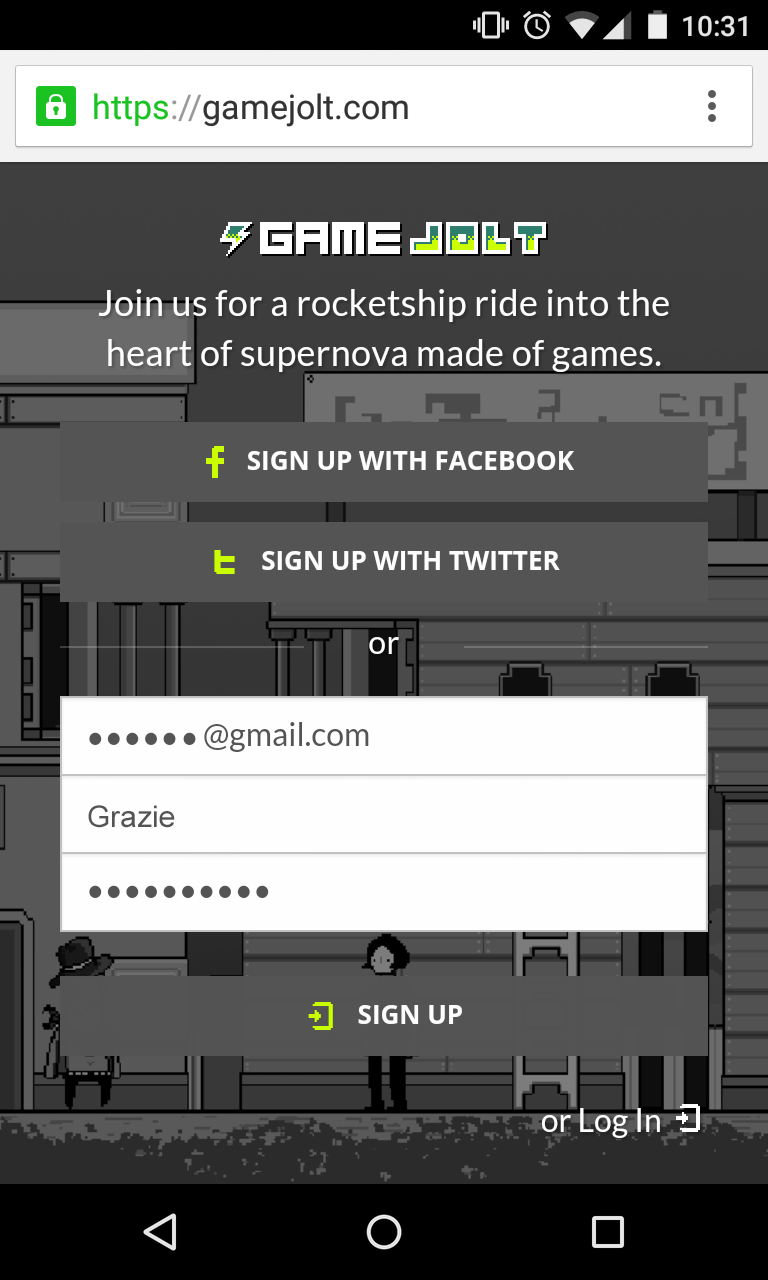 10:31
https://gamejolt.com
GAME JOLT
Join us for a rocketship ride into the
heart of supernova made of games.
SIGN UP WITH FACEBOOK
SIGN UP WITH TWITTER
or
●●●●●●@gmail.com
Grazie
●●●●●●●●●●
SIGN UP
or Log In